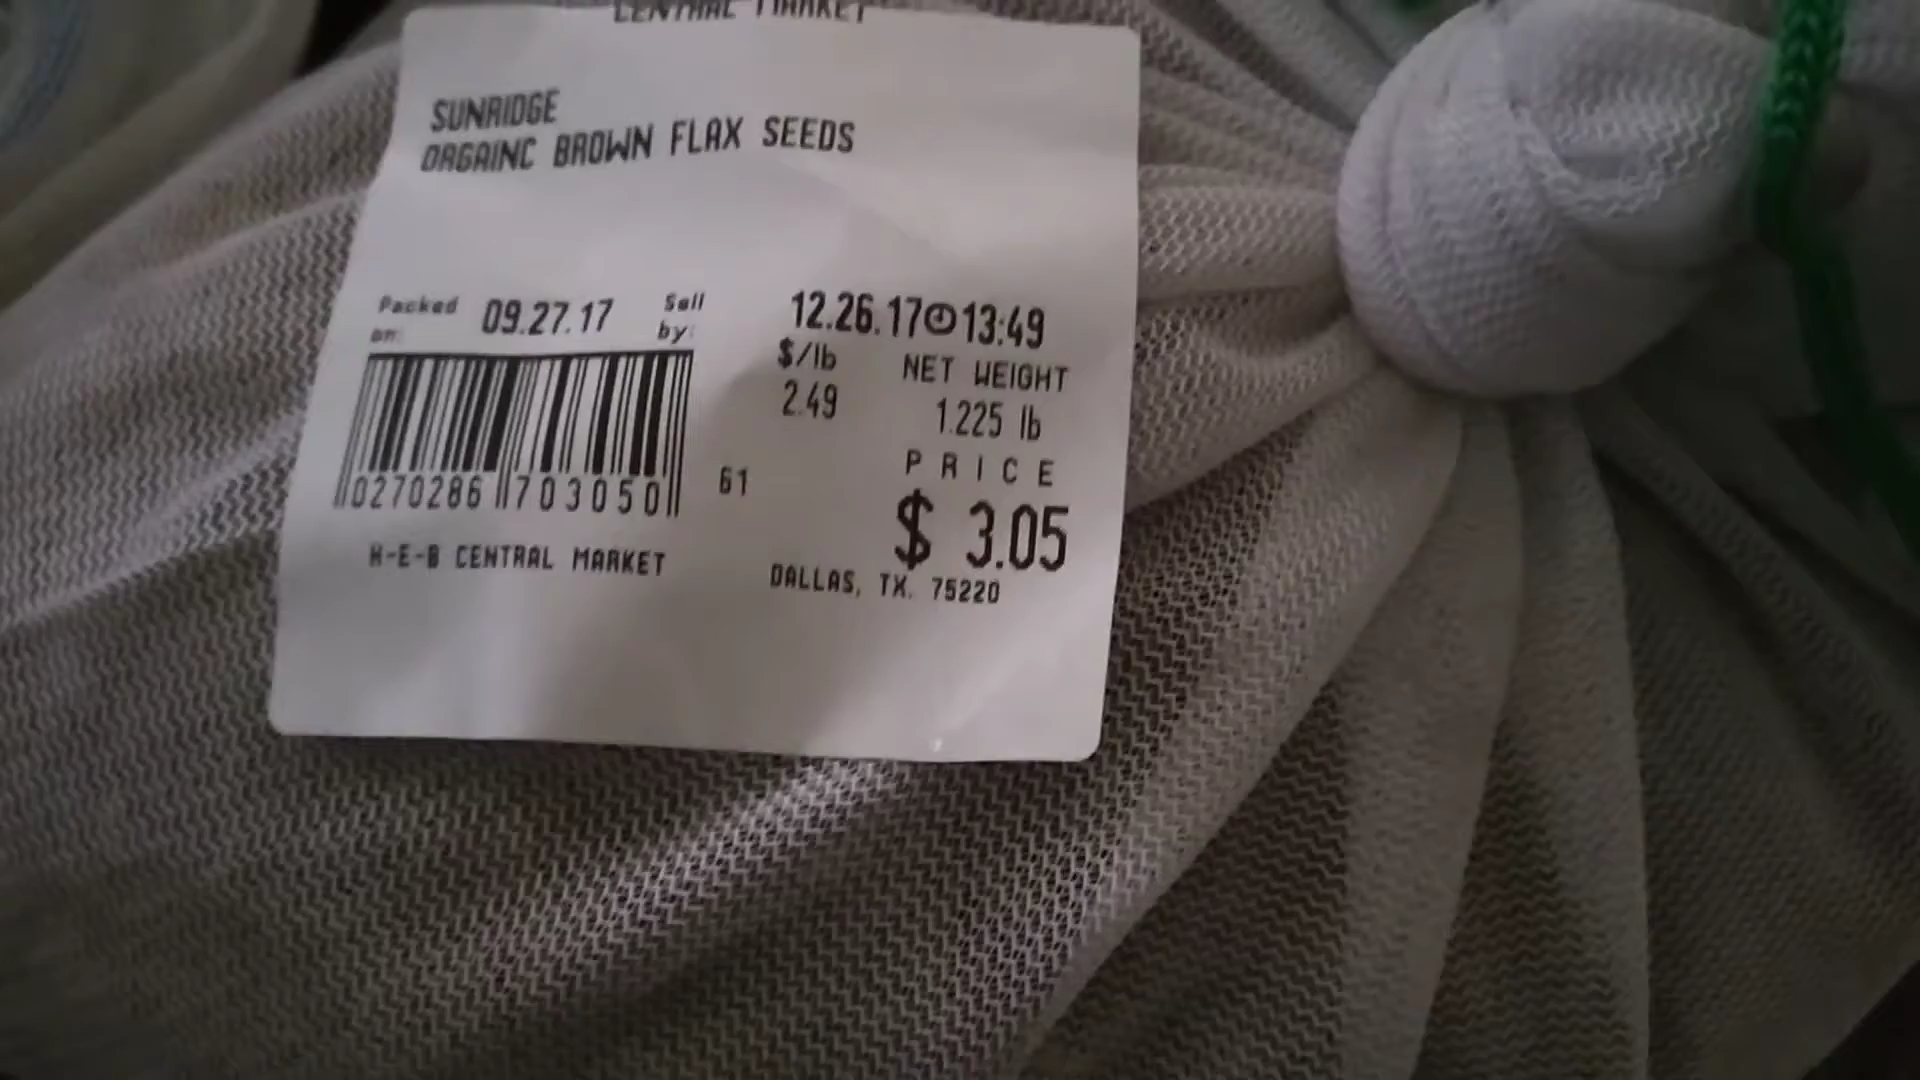 CENTRAL MARKET
SUNRIDGE
ORGAINC BROWN FLAX SEEDS
Packed on: 09.27.17 Sell by: 12.26.17 13:49
$/lb NET WEIGHT
2.49 1.225 lb
PRICE
61
$ 3.05
0270286 703050
H-E-B CENTRAL MARKET DALLAS, TX. 75220